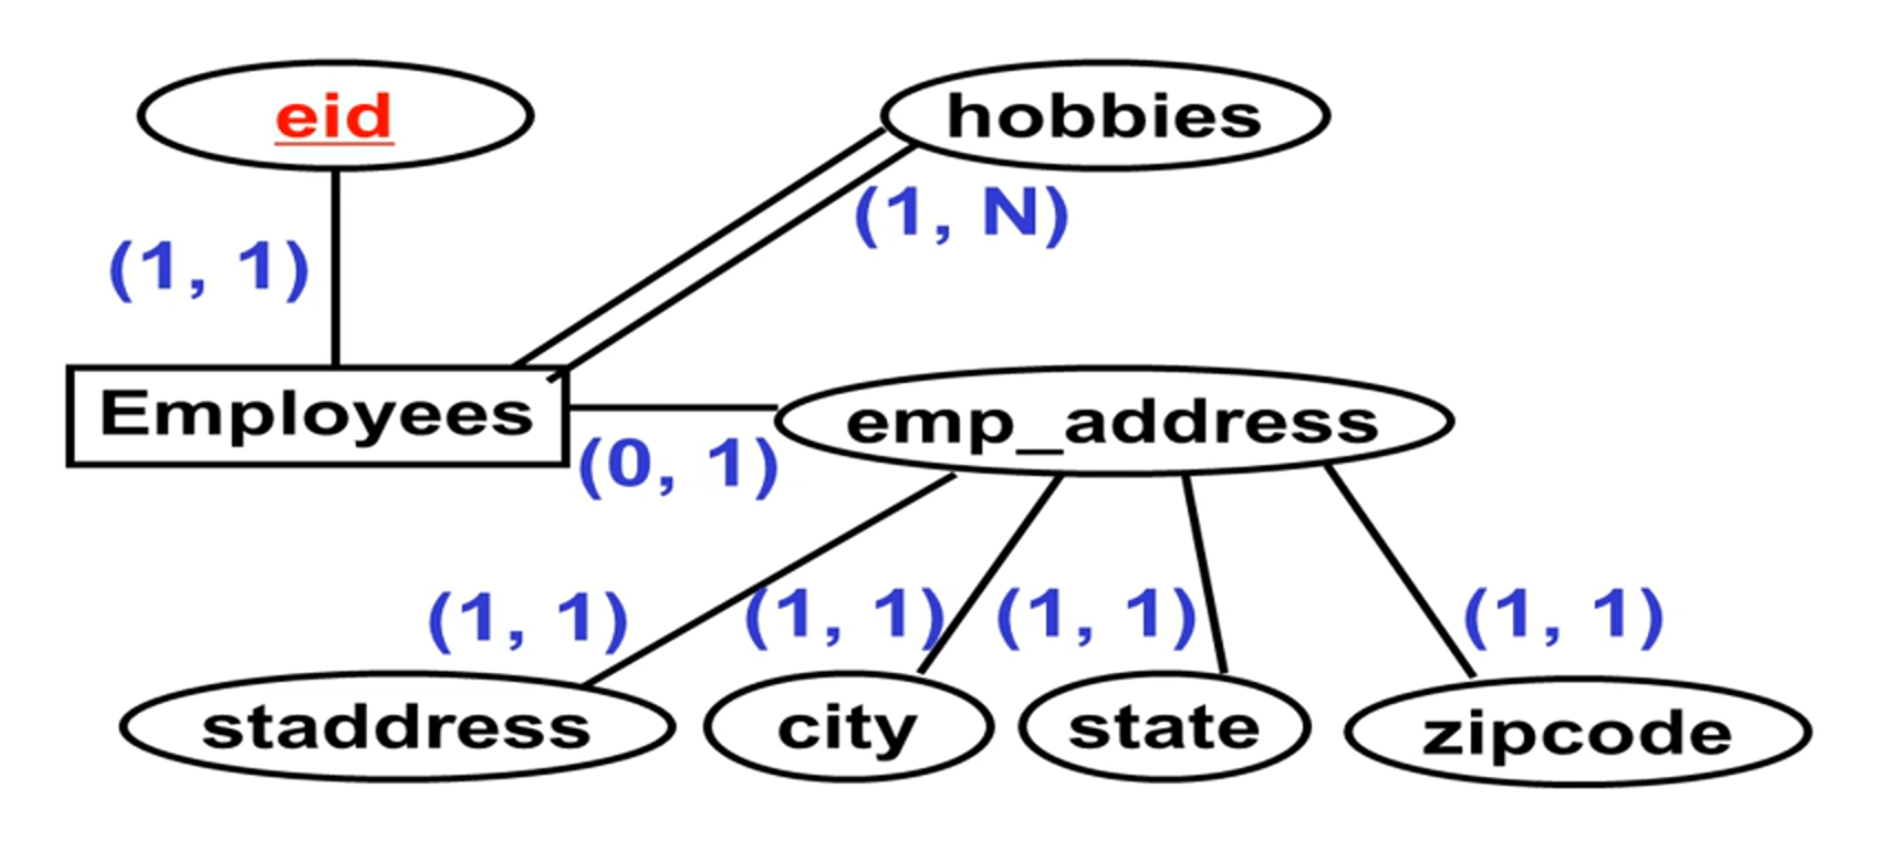 eid
hobbies
(1, N)
(1, 1)
Employees
emp_address
(0, 1)
(1, 1)
(1, 1)
(1, 1)
(1, 1)
staddress
city
state
zipcode